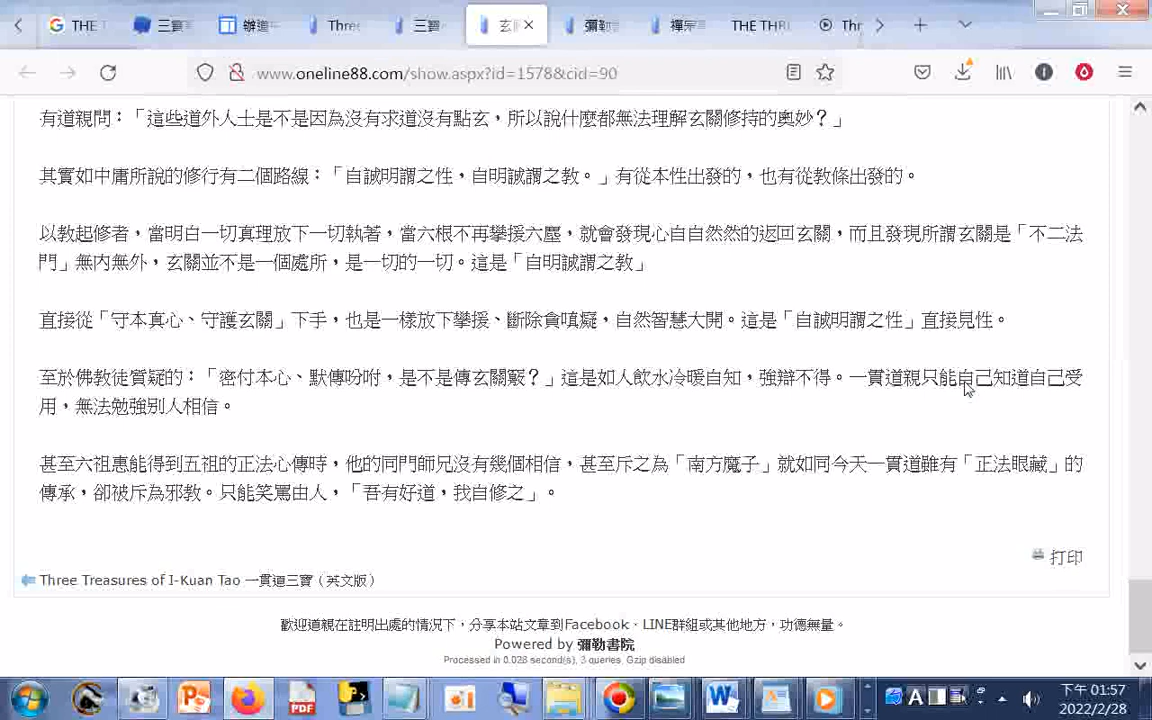 THE T
三寶
辦道
Three
三寶
玄
彌勒
禪宗
THE THR
Thr
www.oneline88.com/show.aspx?id=1578&cid=90
有道親問：「這些道外人士是不是因為沒有求道沒有點玄，所以說什麼都無法理解玄關修持的奧妙？」
其實如中庸所說的修行有二個路線：「自誠明謂之性，自明誠謂之教。」有從本性出發的，也有從教條出發的。
以教起修者，當明白一切真理放下一切執著，當六根不再攀援六塵，就會發現心自自然然的返回玄關，而且發現所謂玄關是「不二法
門」無內無外，玄關並不是一個處所，是一切的一切。這是「自明誠謂之教」
直接從「守本真心、守護玄關」下手，也是一樣放下攀援、斷除貪嗔癡，自然智慧大開。這是「自誠明謂之性」直接見性。
至於佛教徒質疑的：「密付本心、默傳吩咐，是不是傳玄關竅？」這是如人飲水冷暖自知，強辯不得。一貫道親只能自己知道自己受
用，無法勉強別人相信。
甚至六祖惠能得到五祖的正法心傳時，他的同門師兄沒有幾個相信，甚至斥之為「南方魔子」就如同今天一貫道雖有「正法眼藏」的
傳承，卻被斥為邪教。只能笑罵由人，「吾有好道，我自修之」。
打印
Three Treasures of I-Kuan Tao 一貫道三寶（英文版）
歡迎道親在註明出處的情況下，分享本站文章到Facebook、LINE群組或其他地方，功德無量。
Powered by 彌勒書院
Processed in 0.028 second(s), 3 queries, Gzip disabled
下午 01:57
2022/2/28